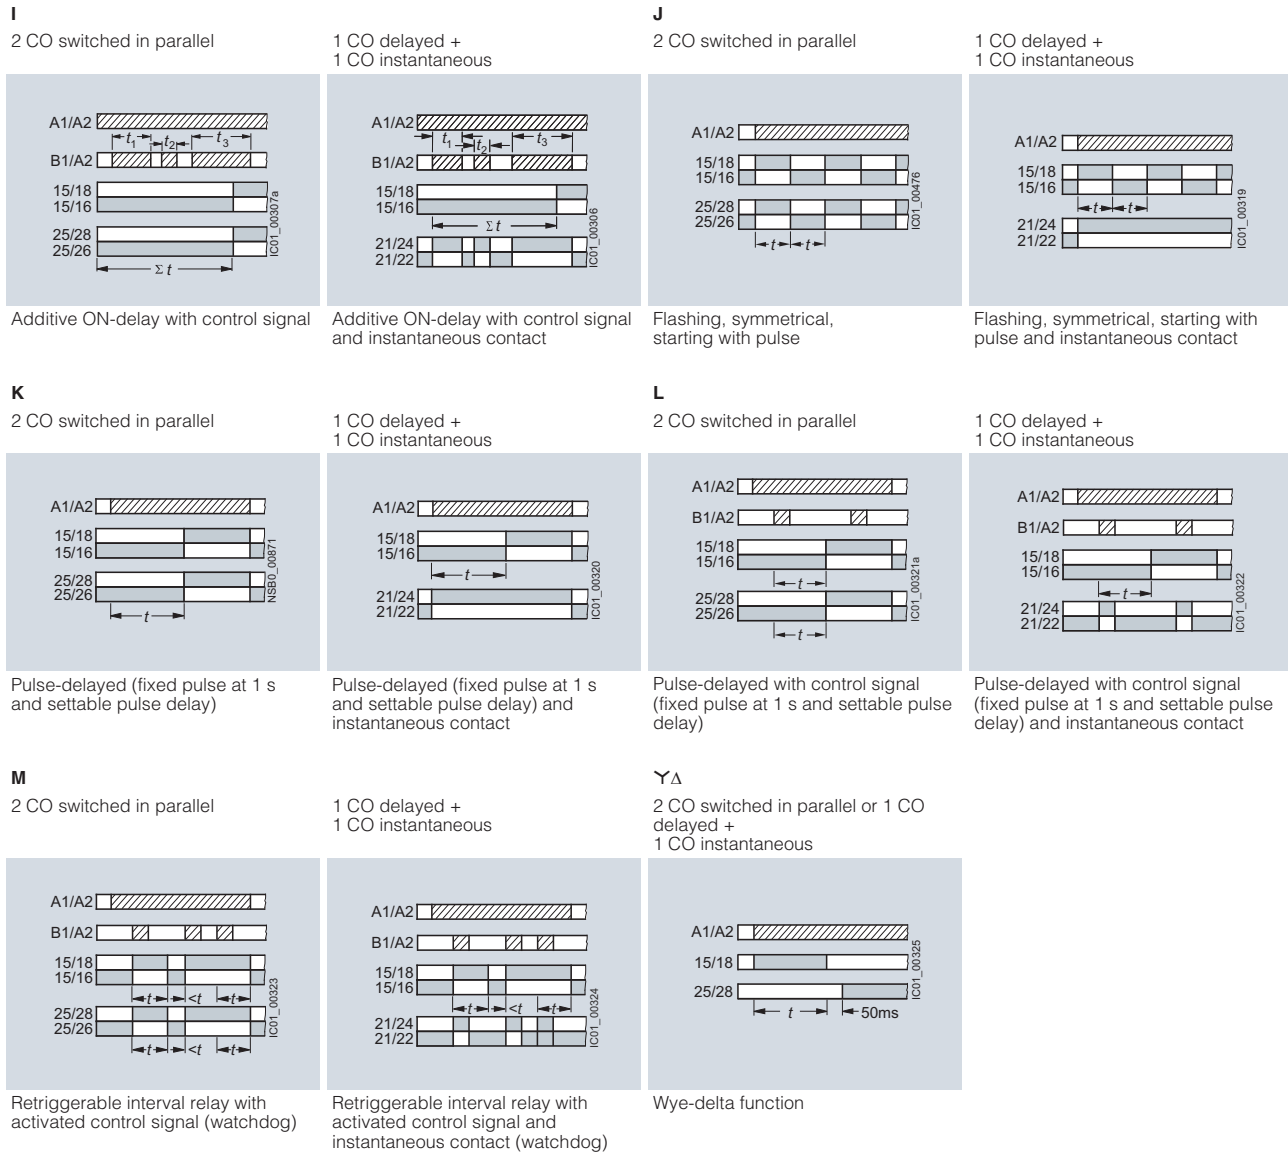 I
2 CO switched in parallel
1 CO delayed +
1 CO instantaneous
A1/A2
t1
t2
t3
B1/A2
15/18
15/16
25/28
25/26
Σ t
IC01_00307a
A1/A2
t1
t2
t3
B1/A2
15/18
15/16
Σ t
21/24
21/22
IC01_00306
Additive ON-delay with control signal
Additive ON-delay with control signal
and instantaneous contact
J
2 CO switched in parallel
1 CO delayed +
1 CO instantaneous
A1/A2
15/18
15/16
25/28
25/26
t
t
IC01_00476
A1/A2
15/18
15/16
t
t
21/24
21/22
IC01_00319
Flashing, symmetrical,
starting with pulse
Flashing, symmetrical, starting with
pulse and instantaneous contact
K
2 CO switched in parallel
1 CO delayed +
1 CO instantaneous
A1/A2
15/18
15/16
25/28
25/26
t
NSB0_00871
A1/A2
15/18
15/16
t
21/24
21/22
IC01_00320
Pulse-delayed (fixed pulse at 1 s
and settable pulse delay)
Pulse-delayed (fixed pulse at 1 s
and settable pulse delay) and
instantaneous contact
L
2 CO switched in parallel
1 CO delayed +
1 CO instantaneous
A1/A2
B1/A2
15/18
15/16
t
25/28
25/26
t
IC01_00321a
A1/A2
B1/A2
15/18
15/16
t
21/24
21/22
IC01_00322
Pulse-delayed with control signal
(fixed pulse at 1 s and settable pulse
delay)
Pulse-delayed with control signal
(fixed pulse at 1 s and settable pulse
delay) and instantaneous contact
M
2 CO switched in parallel
1 CO delayed +
1 CO instantaneous
A1/A2
B1/A2
15/18
15/16
t
<t
t
25/28
25/26
t
<t
t
IC01_00323
A1/A2
B1/A2
15/18
15/16
t
<t
t
21/24
21/22
IC01_00324
Retriggerable interval relay with
activated control signal (watchdog)
Retriggerable interval relay with
activated control signal and
instantaneous contact (watchdog)
YΔ
2 CO switched in parallel or 1 CO
delayed +
1 CO instantaneous
A1/A2
15/18
25/28
t
50ms
IC01_00325
Wye-delta function